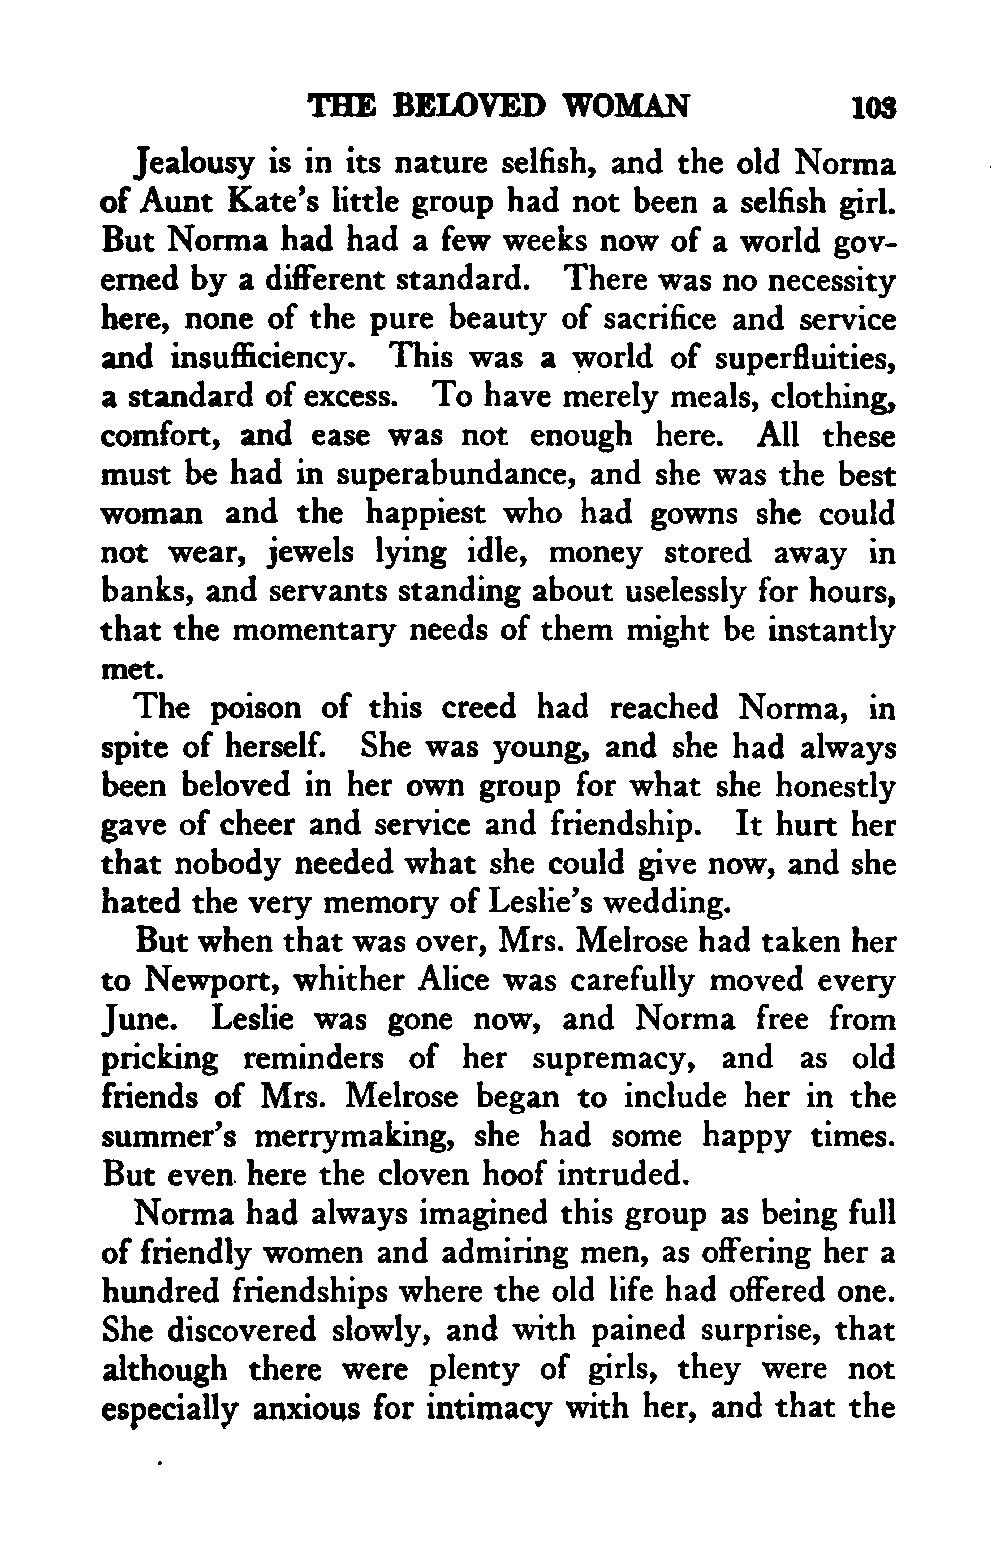 THE BELOVED WOMAN 103
Jealousy is in its nature selfish, and the old Norma
of Aunt Kate's little group had not been a selfish girl.
But Norma had had a few weeks now of a world gov-
erned by a different standard. There was no necessity
here, none of the pure beauty of sacrifice and service
and insufficiency. This was a world of superfluities,
a standard of excess. To have merely meals, clothing,
comfort, and ease was not enough here. All these
must be had in superabundance, and she was the best
woman and the happiest who had gowns she could
not wear, jewels lying idle, money stored away in
banks, and servants standing about uselessly for hours,
that the momentary needs of them might be instantly
met.
The poison of this creed had reached Norma, in
spite of herself. She was young, and she had always
been beloved in her own group for what she honestly
gave of cheer and service and friendship. It hurt her
that nobody needed what she could give now, and she
hated the very memory of Leslie's wedding.
But when that was over, Mrs. Melrose had taken her
to Newport, whither Alice was carefully moved every
June. Leslie was gone now, and Norma free from
pricking reminders of her supremacy, and as old
friends of Mrs. Melrose began to include her in the
summer's merrymaking, she had some happy times.
But even here the cloven hoof intruded.
Norma had always imagined this group as being full
of friendly women and admiring men, as offering her a
hundred friendships where the old life had offered one.
She discovered slowly, and with pained surprise, that
although there were plenty of girls, they were not
especially anxious for intimacy with her, and that the